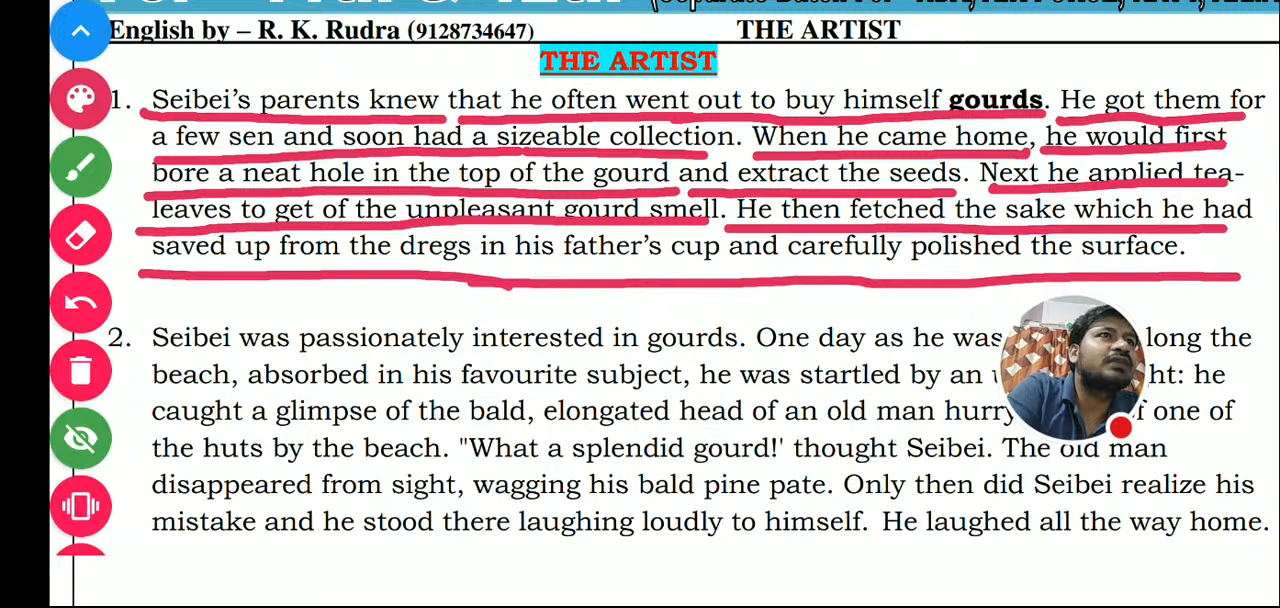 English by – R. K. Rudra (9128734647) THE ARTIST
THE ARTIST
1. Seibei's parents knew that he often went out to buy himself gourds. He got them for
a few sen and soon had a sizeable collection. When he came home, he would first
bore a neat hole in the top of the gourd and extract the seeds. Next he applied tea-
leaves to get of the unpleasant gourd smell. He then fetched the sake which he had
saved up from the dregs in his father's cup and carefully polished the surface.
2. Seibei was passionately interested in gourds. One day as he was long the
beach, absorbed in his favourite subject, he was startled by an ht: he
caught a glimpse of the bald, elongated head of an old man hurry f one of
the huts by the beach. "What a splendid gourd!' thought Seibei. The old man
disappeared from sight, wagging his bald pine pate. Only then did Seibei realize his
mistake and he stood there laughing loudly to himself. He laughed all the way home.